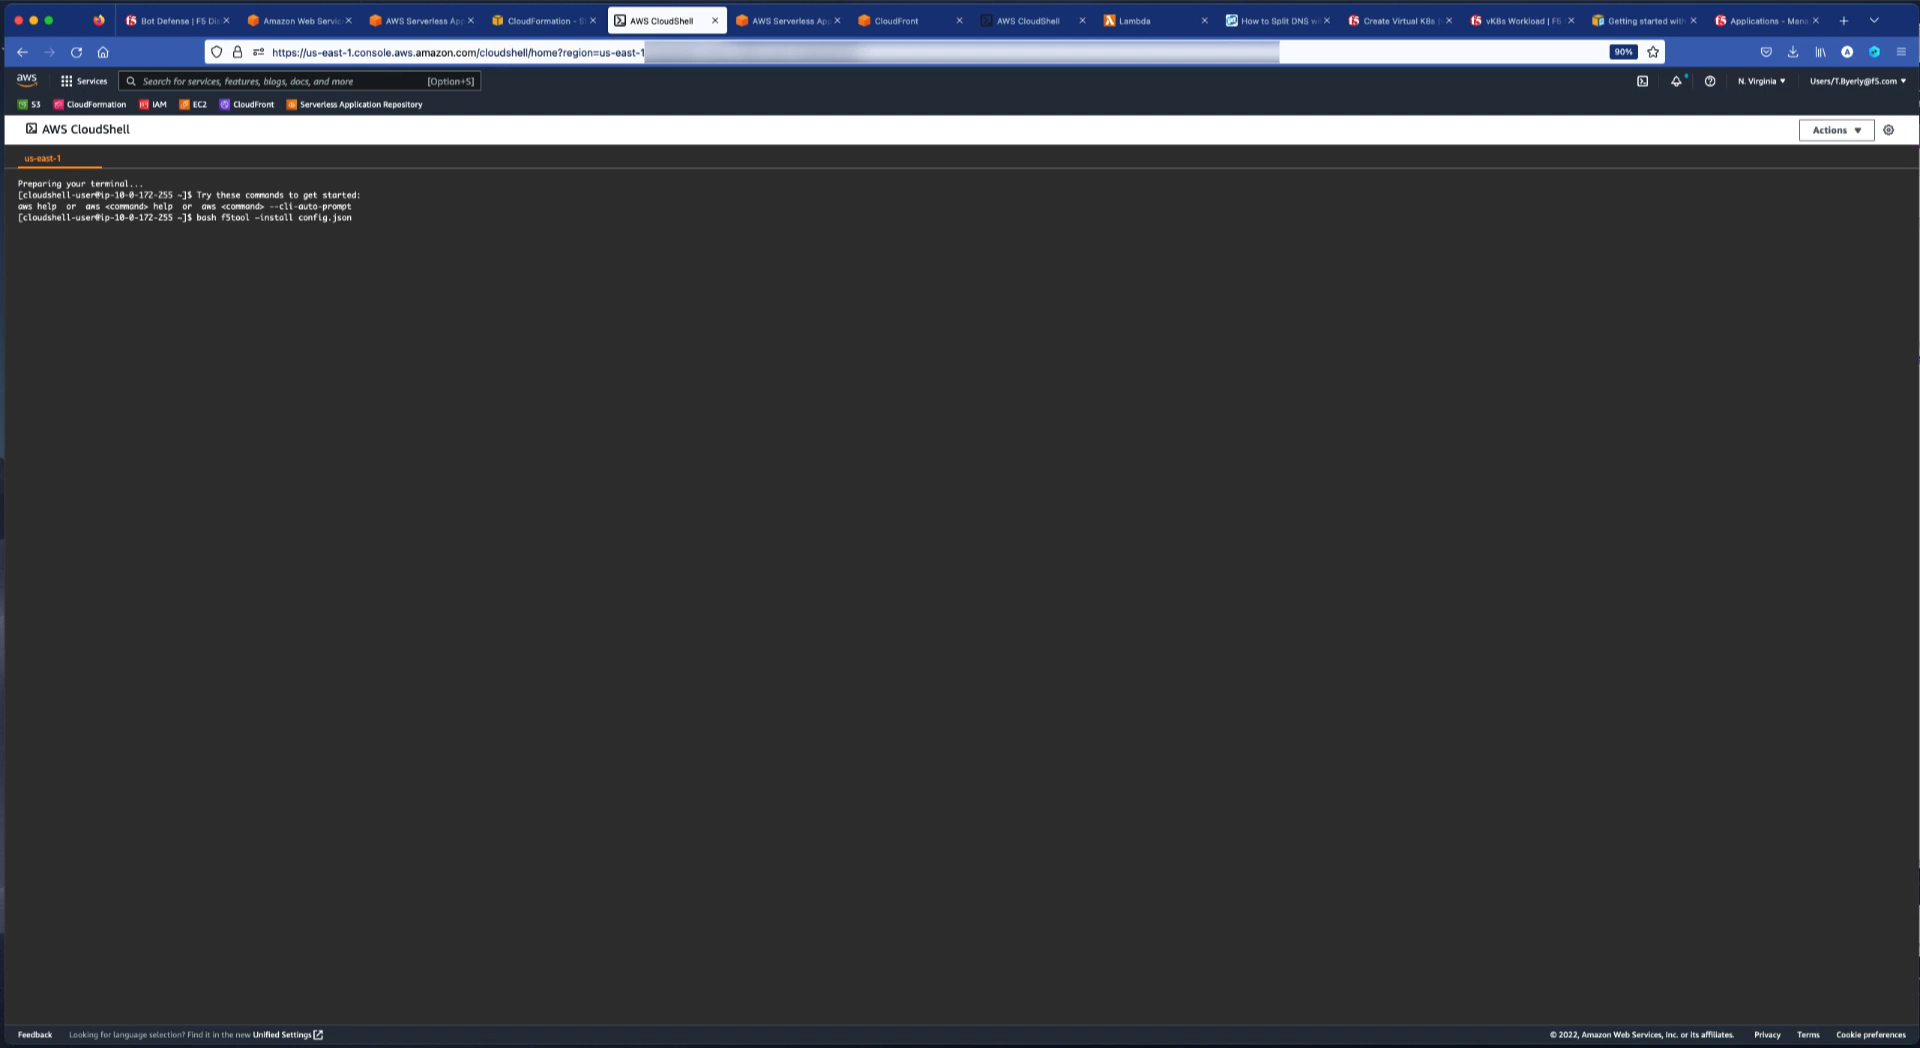 Bot Defense | F5 Dis
Amazon Web Servic
AWS Serverless App
CloudFormation - S
AWS CloudShell
AWS Serverless App
CloudFront
AWS CloudShell
Lambda
How to Split DNS wi
Create Virtual K8s |
vK8s Workload | F5
Getting started with
Applications - Mana
https://us-east-1.console.aws.amazon.com/cloudshell/home?region=us-east-1
90%
aws
Services
Search for services, features, blogs, docs, and more
[Option+S]
N. Virginia
Users/T.Byerly@f5.com
S3
CloudFormation
IAM
EC2
CloudFront
Serverless Application Repository
AWS CloudShell
Actions
us-east-1
Preparing your terminal...
[cloudshell-user@ip-10-0-172-255 ~]$ Try these commands to get started:
aws help  or  aws <command> help  or  aws <command> --cli-auto-prompt
[cloudshell-user@ip-10-0-172-255 ~]$ bash f5tool -install config.json
Feedback
Looking for language selection? Find it in the new Unified Settings
© 2022, Amazon Web Services, Inc. or its affiliates.
Privacy
Terms
Cookie preferences